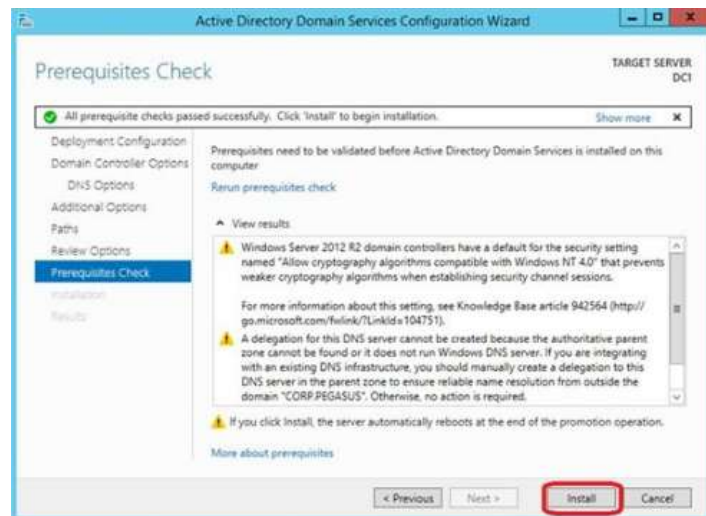 Active Directory Domain Services Configuration Wizard
Prerequisites Check
TARGET SERVER
DC1
All prerequisite checks passed successfully. Click 'Install' to begin installation.
Show more
Deployment Configuration
Domain Controller Options
DNS Options
Additional Options
Paths
Review Options
Prerequisites Check
Installation
Results
Prerequisites need to be validated before Active Directory Domain Services is installed on this
computer
Rerun prerequisites check
View results
Windows Server 2012 R2 domain controllers have a default for the security setting
named "Allow cryptography algorithms compatible with Windows NT 4.0" that prevents
weaker cryptography algorithms when establishing security channel sessions.
For more information about this setting, see Knowledge Base article 942564 (http://
go.microsoft.com/fwlink/?LinkId=104751).
A delegation for this DNS server cannot be created because the authoritative parent
zone cannot be found or it does not run Windows DNS server. If you are integrating
with an existing DNS infrastructure, you should manually create a delegation to this
DNS server in the parent zone to ensure reliable name resolution from outside the
domain "CORP.PEGASUS". Otherwise, no action is required.
If you click Install, the server automatically reboots at the end of the promotion operation.
More about prerequisites
< Previous
Next >
Install
Cancel